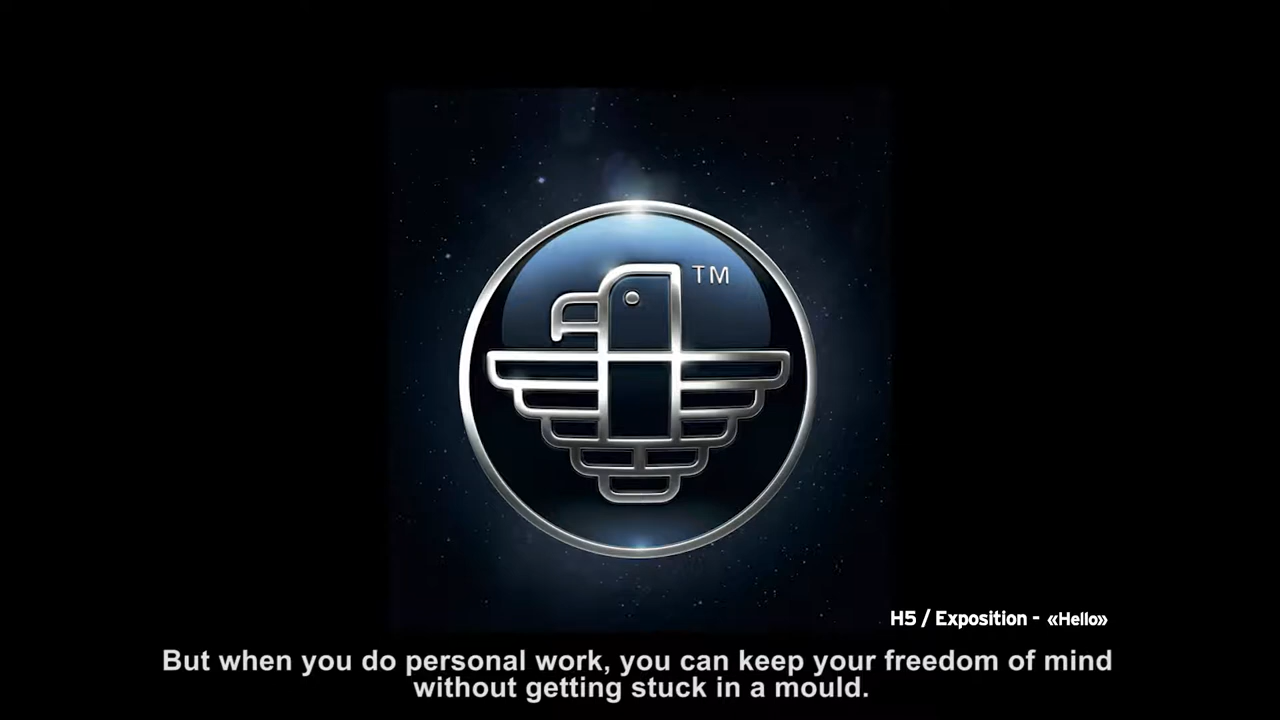 TM
H5 / Exposition - «Hello»
But when you do personal work, you can keep your freedom of mind
without getting stuck in a mould.